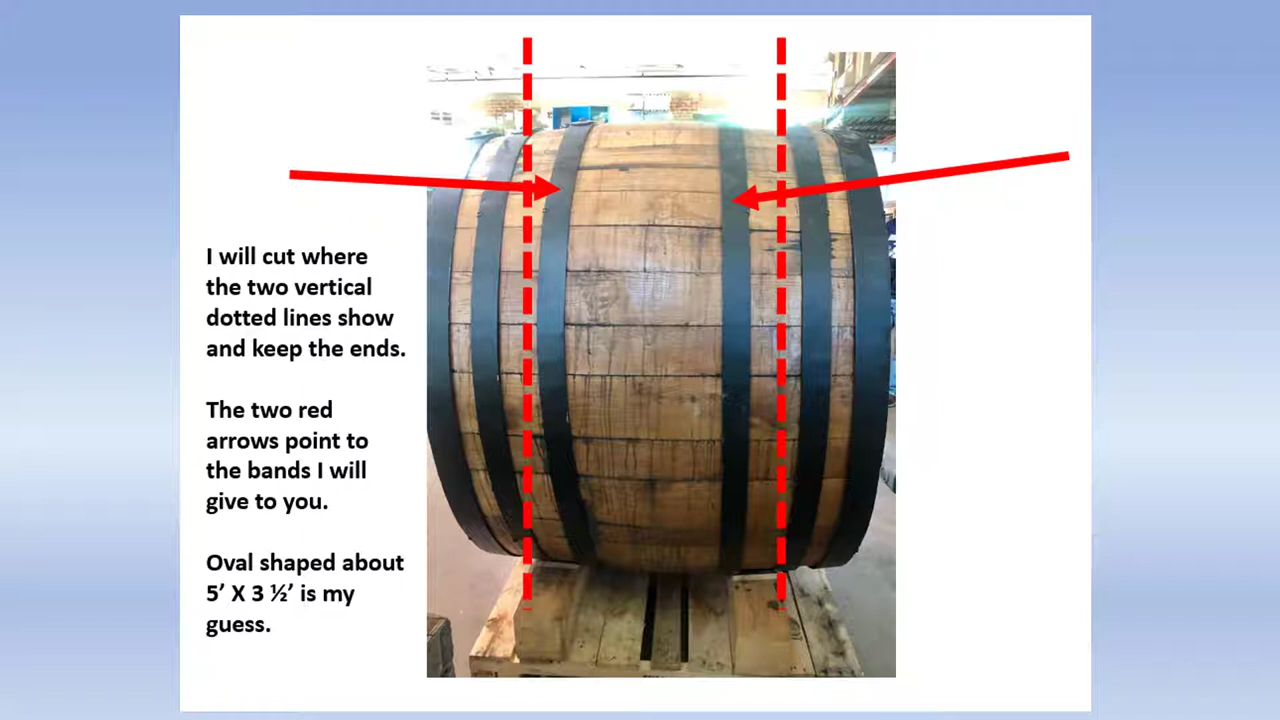 I will cut where
the two vertical
dotted lines show
and keep the ends.
The two red
arrows point to
the bands I will
give to you.
Oval shaped about
5’ X 3 ½’ is my
guess.